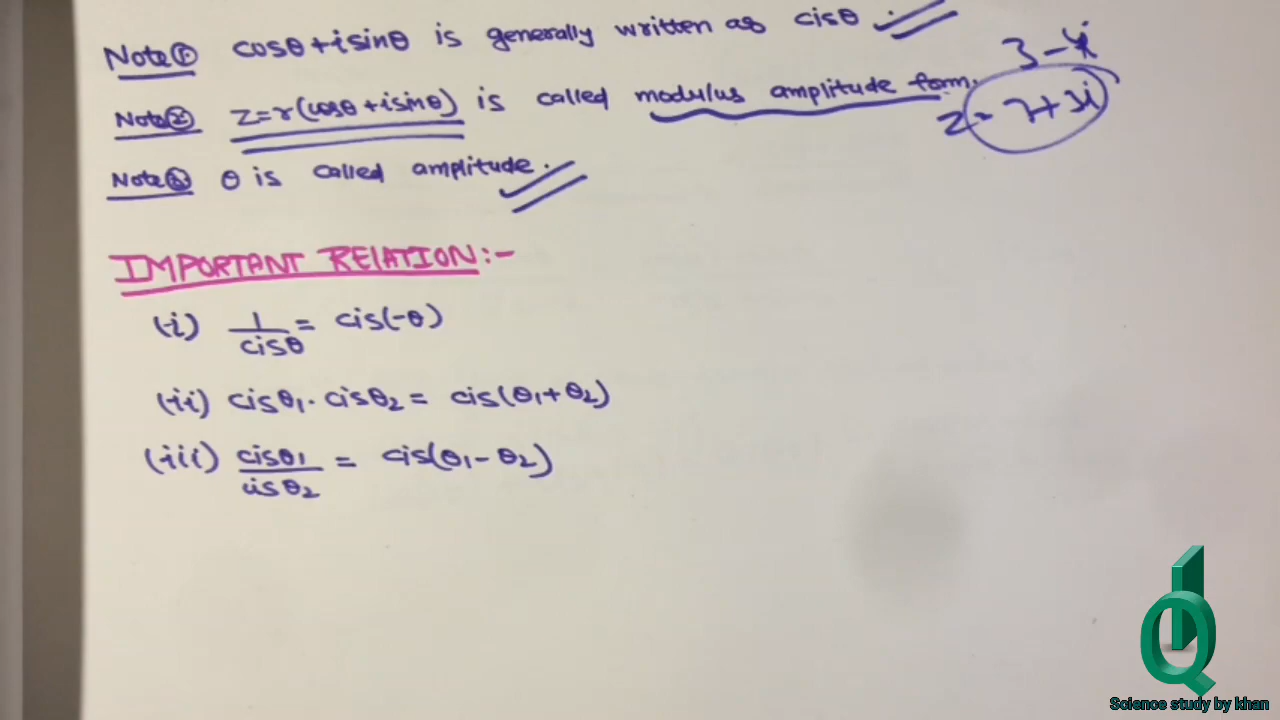 Note① cosθ+isinθ is generally written as cisθ
3-4i
Note② z=r(cosθ+isinθ) is called modulus amplitude form.
z= 7+3i
Note③ θ is called amplitude.
IMPORTANT RELATION:-
(i) 1/cisθ = cis(-θ)
(ii) cisθ₁.cisθ₂ = cis(θ₁+θ₂)
(iii) cisθ₁/cisθ₂ = cis(θ₁-θ₂)
IQ
Science study by khan